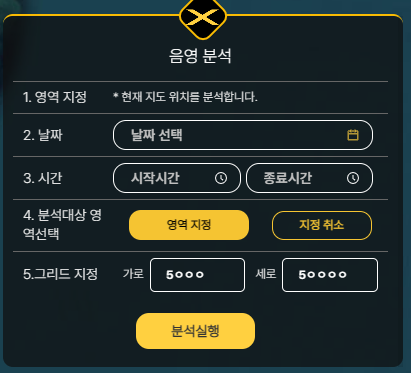 음영 분석
1. 영역 지정 * 현재 지도 위치를 분석합니다.
2. 날짜 날짜 선택
3. 시간 시작시간 종료시간
4. 분석대상 영
역선택 영역 지정 지정 취소
5.그리드 지정 가로 5000 세로 50000
분석실행